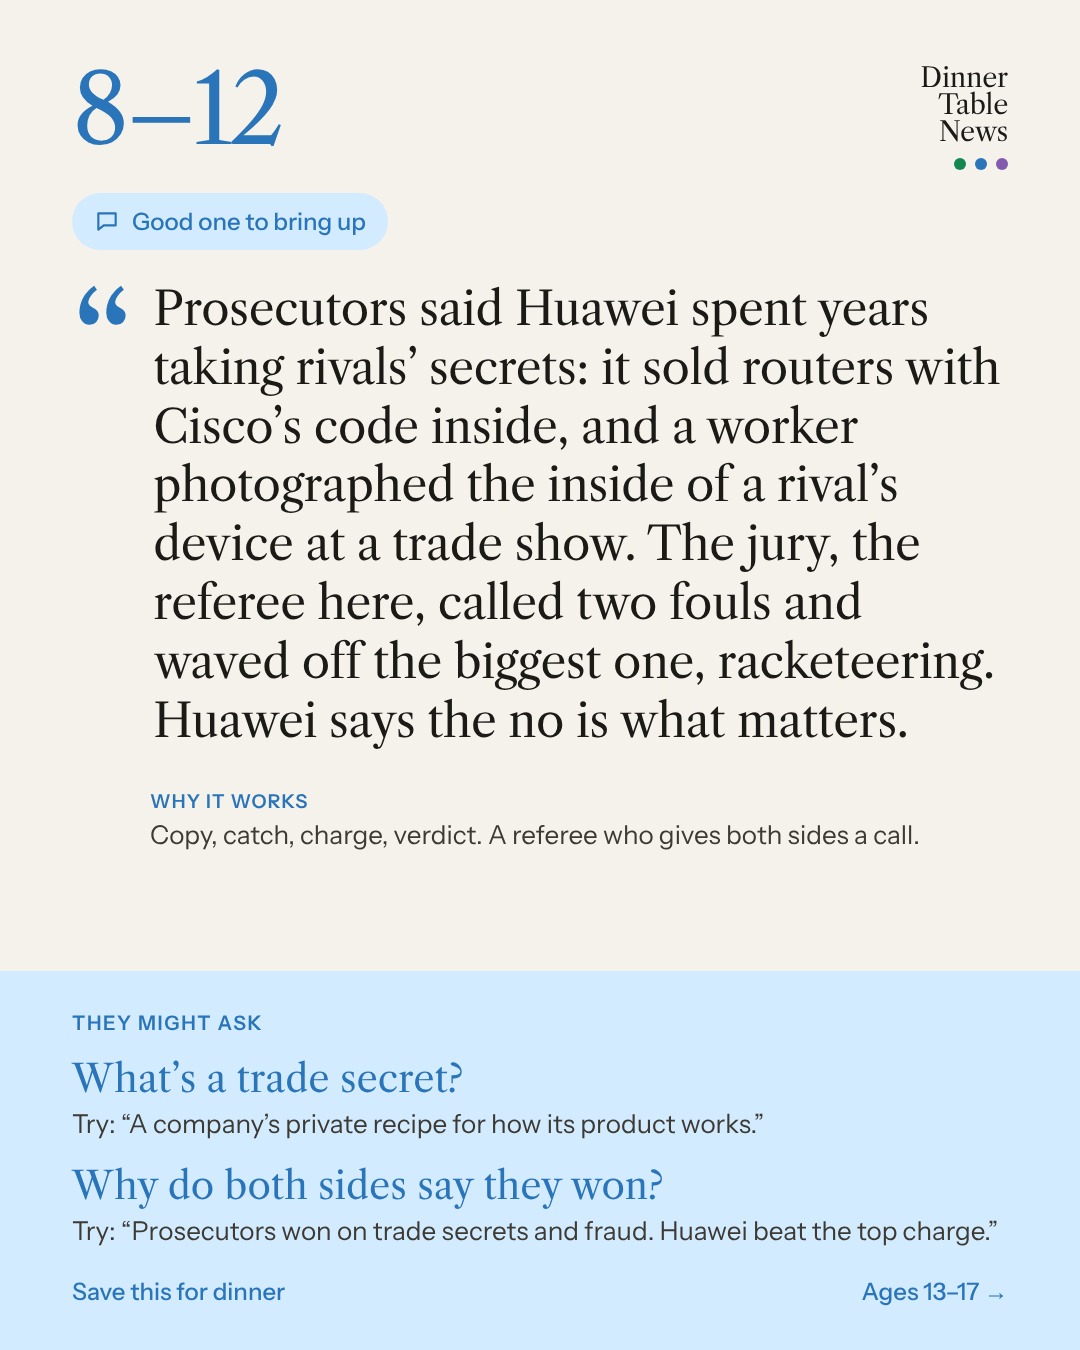 8–12
Dinner
Table
News
Good one to bring up
“ Prosecutors said Huawei spent years
taking rivals’ secrets: it sold routers with
Cisco’s code inside, and a worker
photographed the inside of a rival’s
device at a trade show. The jury, the
referee here, called two fouls and
waved off the biggest one, racketeering.
Huawei says the no is what matters.
WHY IT WORKS
Copy, catch, charge, verdict. A referee who gives both sides a call.
THEY MIGHT ASK
What’s a trade secret?
Try: “A company’s private recipe for how its product works.”
Why do both sides say they won?
Try: “Prosecutors won on trade secrets and fraud. Huawei beat the top charge.”
Save this for dinner
Ages 13–17 →